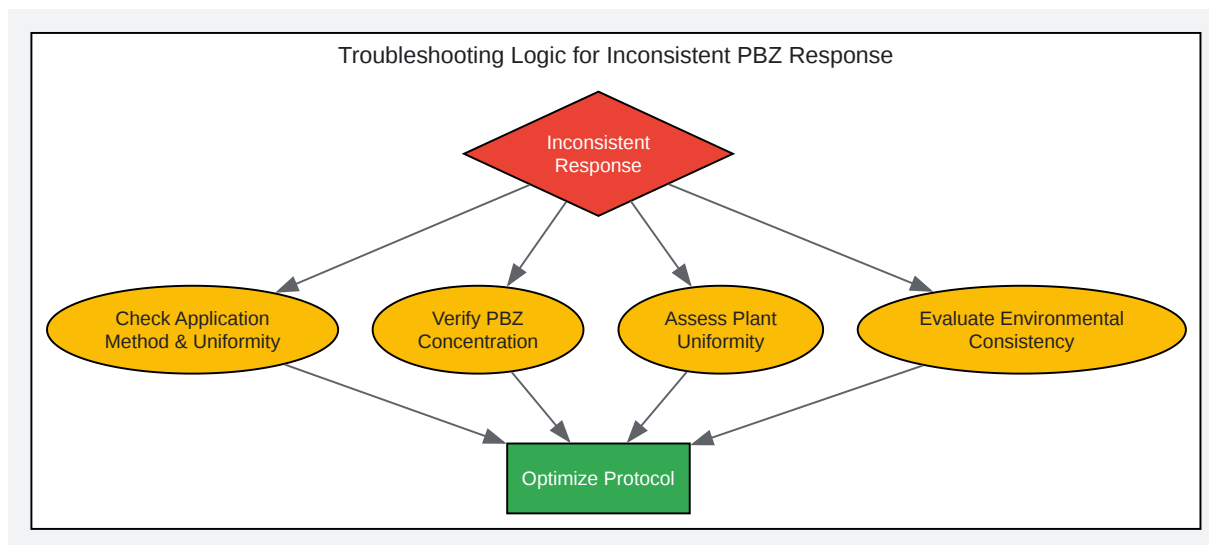 Troubleshooting Logic for Inconsistent PBZ Response
Inconsistent
Response
Check Application
Method & Uniformity
Verify PBZ
Concentration
Assess Plant
Uniformity
Evaluate Environmental
Consistency
Optimize Protocol